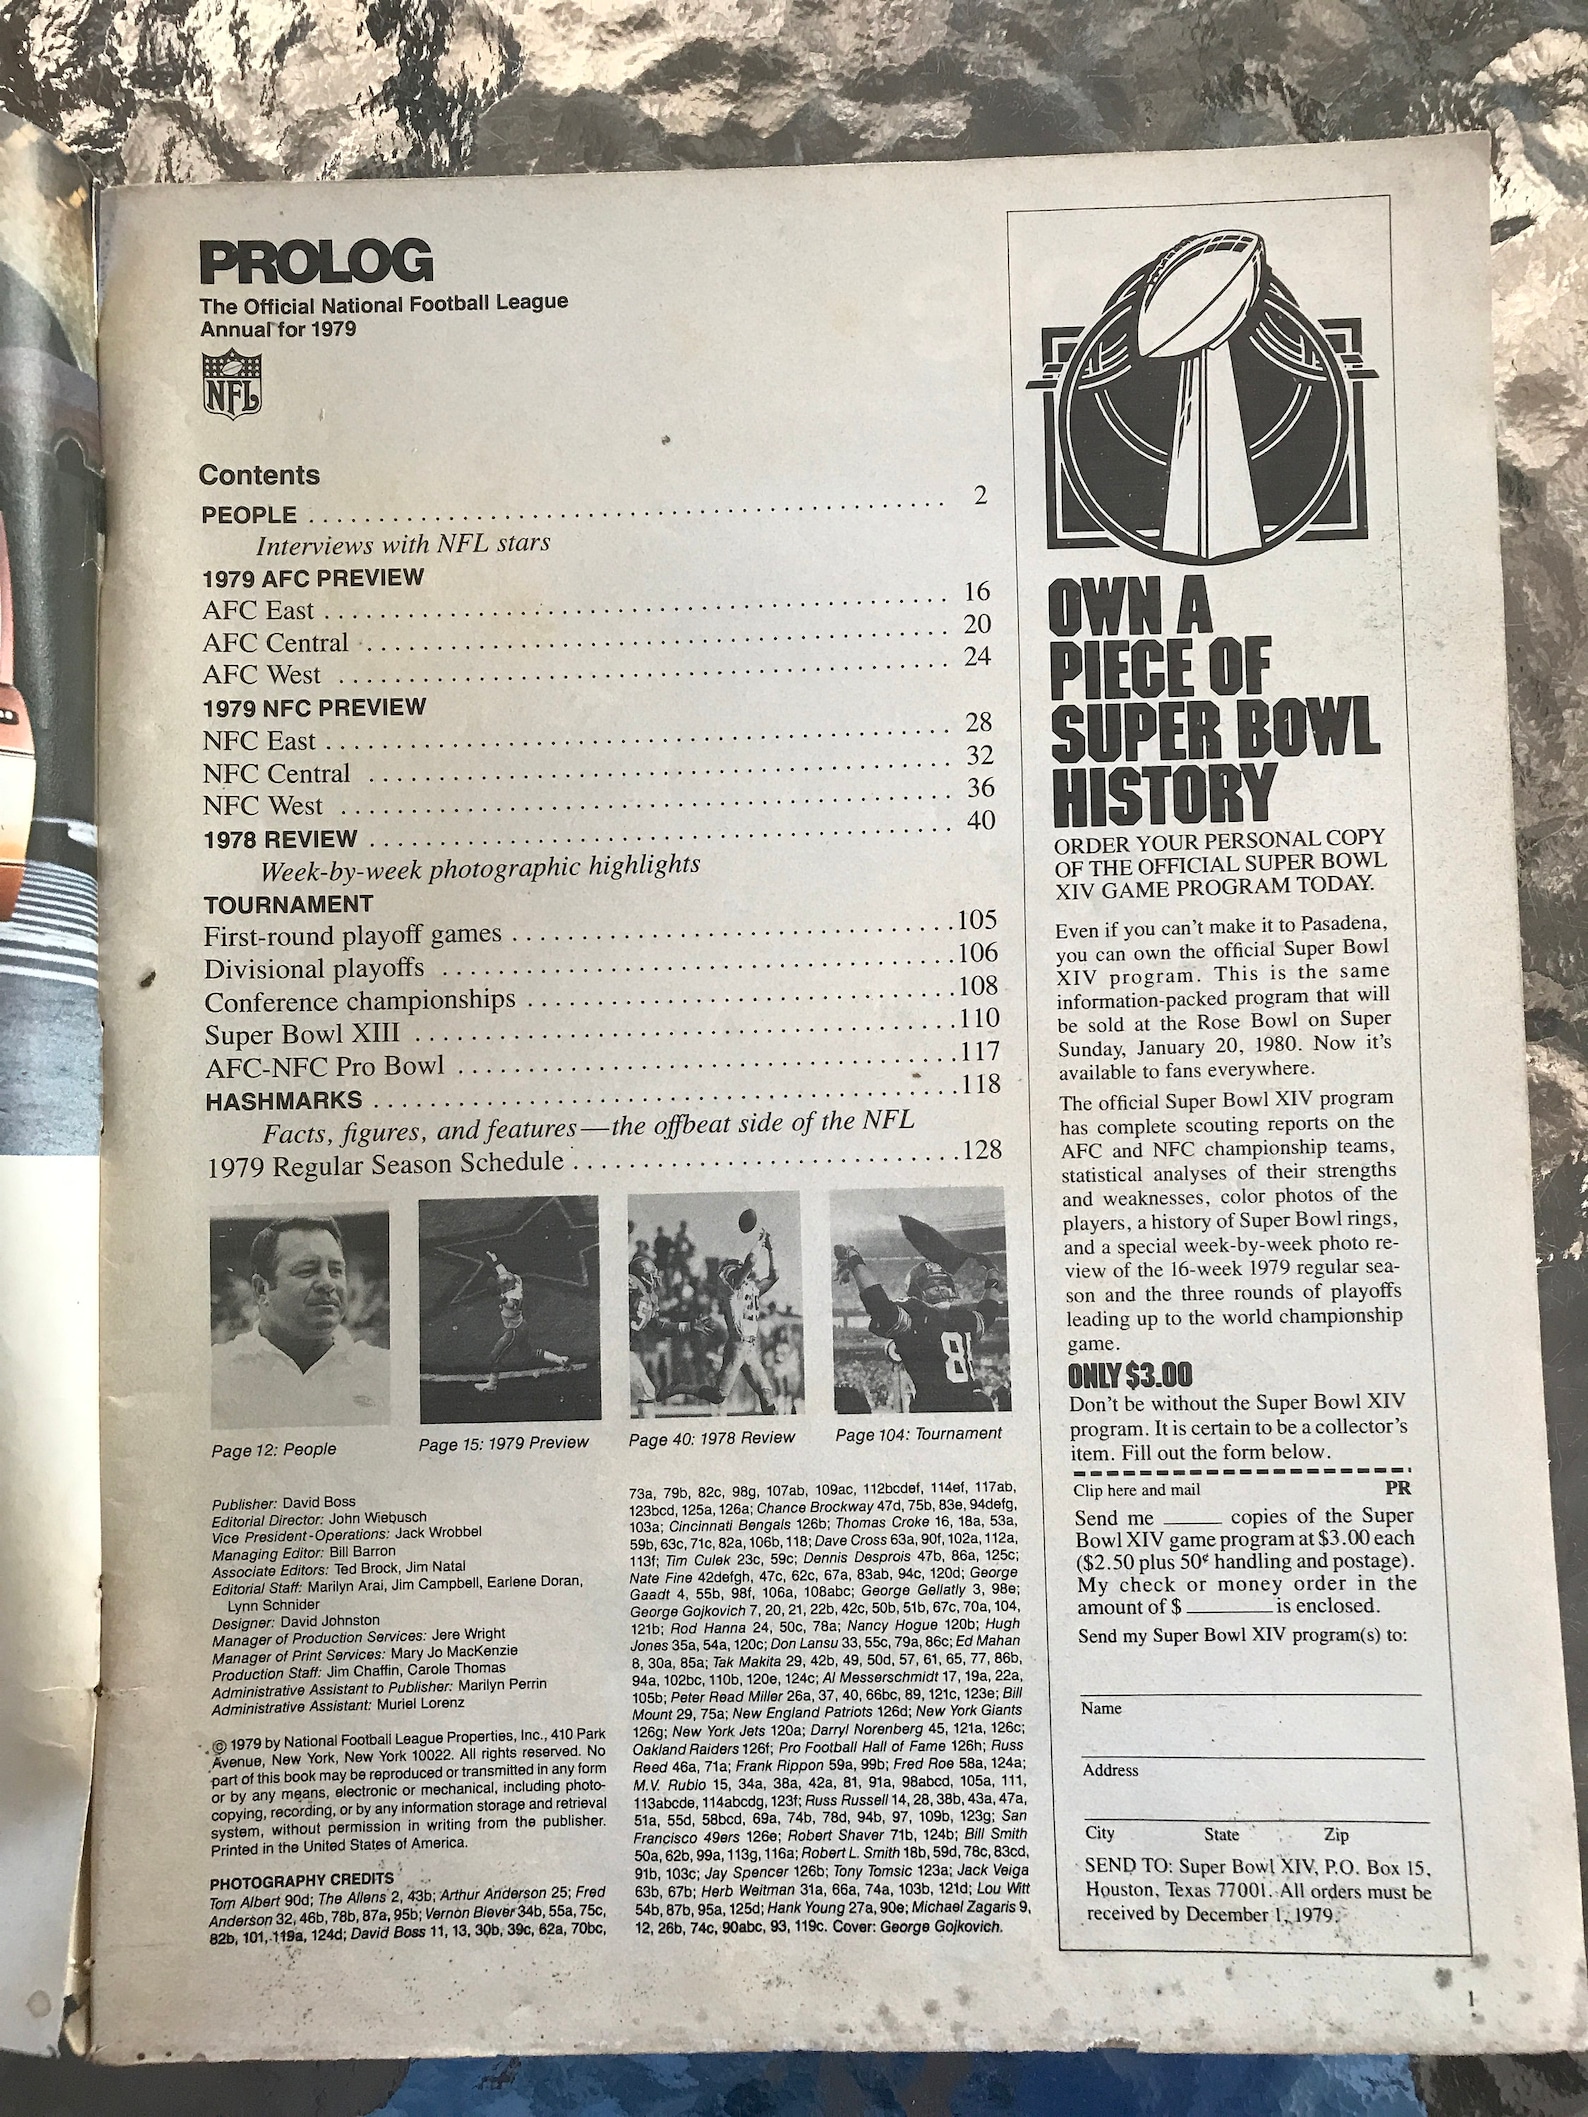 PROLOG
The Official National Football League
Annual for 1979
NFL
Contents
PEOPLE . . . . . . . . . . . . . . . . . . . . 2
Interviews with NFL stars
1979 AFC PREVIEW
AFC East . . . . . . . . . . . . . . . . . . . . 16
AFC Central . . . . . . . . . . . . . . . . . . . . 20
AFC West . . . . . . . . . . . . . . . . . . . . 24
1979 NFC PREVIEW
NFC East . . . . . . . . . . . . . . . . . . . . 28
NFC Central . . . . . . . . . . . . . . . . . . . . 32
NFC West . . . . . . . . . . . . . . . . . . . . 36
1978 REVIEW . . . . . . . . . . . . . . . . . . . . 40
Week-by-week photographic highlights
TOURNAMENT
First-round playoff games . . . . . . . . . . . . . . . . . . . . 105
Divisional playoffs . . . . . . . . . . . . . . . . . . . . 106
Conference championships . . . . . . . . . . . . . . . . . . . . 108
Super Bowl XIII . . . . . . . . . . . . . . . . . . . . 110
AFC-NFC Pro Bowl . . . . . . . . . . . . . . . . . . . . 117
HASHMARKS . . . . . . . . . . . . . . . . . . . . 118
Facts, figures, and features—the offbeat side of the NFL
1979 Regular Season Schedule . . . . . . . . . . . . . . . . . . . . 128
Page 12: People
Page 15: 1979 Preview
Page 40: 1978 Review
8
Page 104: Tournament
Publisher: David Boss
Editorial Director: John Wiebusch
Vice President-Operations: Jack Wrobbel
Managing Editor: Bill Barron
Associate Editors: Ted Brock, Jim Natal
Editorial Staff: Marilyn Arai, Jim Campbell, Earlene Doran,
Lynn Schnider
Designer: David Johnston
Manager of Production Services: Jere Wright
Manager of Print Services: Mary Jo MacKenzie
Production Staff: Jim Chaffin, Carole Thomas
Administrative Assistant to Publisher: Marilyn Perrin
Administrative Assistant: Muriel Lorenz
© 1979 by National Football League Properties, Inc., 410 Park
Avenue, New York, New York 10022. All rights reserved. No
part of this book may be reproduced or transmitted in any form
or by any means, electronic or mechanical, including photo-
copying, recording, or by any information storage and retrieval
system, without permission in writing from the publisher.
Printed in the United States of America.
PHOTOGRAPHY CREDITS
Tom Albert 90d; The Allens 2, 43b; Arthur Anderson 25; Fred
Anderson 32, 46b, 78b, 87a, 95b; Vernon Biever 34b, 55a, 75c,
82b, 101, 119a, 124d; David Boss 11, 13, 30b, 39c, 62a, 70bc,
73a, 79b, 82c, 98g, 107ab, 109ac, 112bcdef, 114ef, 117ab,
123bcd, 125a, 126a; Chance Brockway 47d, 75b, 83e, 94defg,
103a; Cincinnati Bengals 126b; Thomas Croke 16, 18a, 53a,
59b, 63c, 71c, 82a, 106b, 118; Dave Cross 63a, 90f, 102a, 112a,
113f; Tim Culek 23c, 59c; Dennis Desprois 47b, 86a, 125c;
Nate Fine 42defgh, 47c, 62c, 67a, 83ab, 94c, 120d; George
Gaadt 4, 55b, 98f, 106a, 108abc; George Gellatly 3, 98e;
George Gojkovich 7, 20, 21, 22b, 42c, 50b, 51b, 67c, 70a, 104,
121b; Rod Hanna 24, 50c, 78a; Nancy Hogue 120b; Hugh
Jones 35a, 54a, 120c; Don Lansu 33, 55c, 79a, 86c; Ed Mahan
8, 30a, 85a; Tak Makita 29, 42b, 49, 50d, 57, 61, 65, 77, 86b,
94a, 102bc, 110b, 120e, 124c; Al Messerschmidt 17, 19a, 22a,
105b; Peter Read Miller 26a, 37, 40, 66bc, 89, 121c, 123e; Bill
Mount 29, 75a; New England Patriots 126d; New York Giants
126g; New York Jets 120a; Darryl Norenberg 45, 121a, 126c;
Oakland Raiders 126f; Pro Football Hall of Fame 126h; Russ
Reed 46a, 71a; Frank Rippon 59a, 99b; Fred Roe 58a, 124a;
M.V. Rubio 15, 34a, 38a, 42a, 81, 91a, 98abcd, 105a, 111,
113abcde, 114abcdg, 123f; Russ Russell 14, 28, 38b, 43a, 47a,
51a, 55d, 58bcd, 69a, 74b, 78d, 94b, 97, 109b, 123g; San
Francisco 49ers 126e; Robert Shaver 71b, 124b; Bill Smith
50a, 62b, 99a, 113g, 116a; Robert L. Smith 18b, 59d, 78c, 83cd,
91b, 103c; Jay Spencer 126b; Tony Tomsic 123a; Jack Veiga
63b, 67b; Herb Weitman 31a, 66a, 74a, 103b, 121d; Lou Witt
54b, 87b, 95a, 125d; Hank Young 27a, 90e; Michael Zagaris 9,
12, 26b, 74c, 90abc, 93, 119c. Cover: George Gojkovich.
OWN A
PIECE OF
SUPER BOWL
HISTORY
ORDER YOUR PERSONAL COPY
OF THE OFFICIAL SUPER BOWL
XIV GAME PROGRAM TODAY.
Even if you can't make it to Pasadena,
you can own the official Super Bowl
XIV program. This is the same
information-packed program that will
be sold at the Rose Bowl on Super
Sunday, January 20, 1980. Now it's
available to fans everywhere.
The official Super Bowl XIV program
has complete scouting reports on the
AFC and NFC championship teams,
statistical analyses of their strengths
and weaknesses, color photos of the
players, a history of Super Bowl rings,
and a special week-by-week photo re-
view of the 16-week 1979 regular sea-
son and the three rounds of playoffs
leading up to the world championship
game.
ONLY $3.00
Don't be without the Super Bowl XIV
program. It is certain to be a collector's
item. Fill out the form below.
Clip here and mail PR
Send me ____ copies of the Super
Bowl XIV game program at $3.00 each
($2.50 plus 50¢ handling and postage).
My check or money order in the
amount of $ ______ is enclosed.
Send my Super Bowl XIV program(s) to:
Name
Address
City State Zip
SEND TO: Super Bowl XIV, P.O. Box 15,
Houston, Texas 77001. All orders must be
received by December 1, 1979.
1